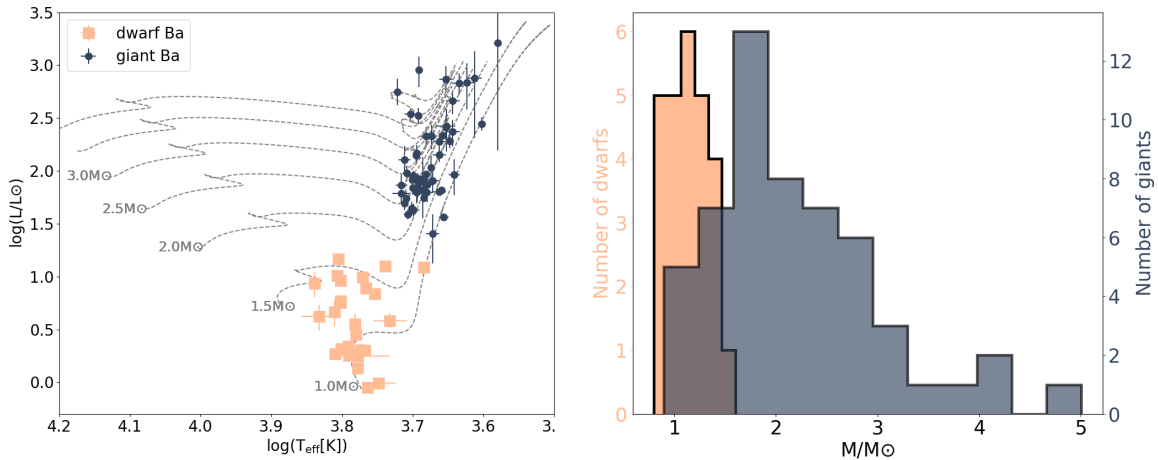 dwarf Ba
giant Ba
3.5
3.0
2.5
2.0
1.5
1.0
0.5
0.0
log(L/L⊙)
3.0M⊙
2.5M⊙
2.0M⊙
1.5M⊙
1.0M⊙
4.2 4.1 4.0 3.9 3.8 3.7 3.6 3.
log(Teff[K])
6
5
4
3
2
1
0
Number of dwarfs
12
10
8
6
4
2
0
Number of giants
1 2 3 4 5
M/M⊙